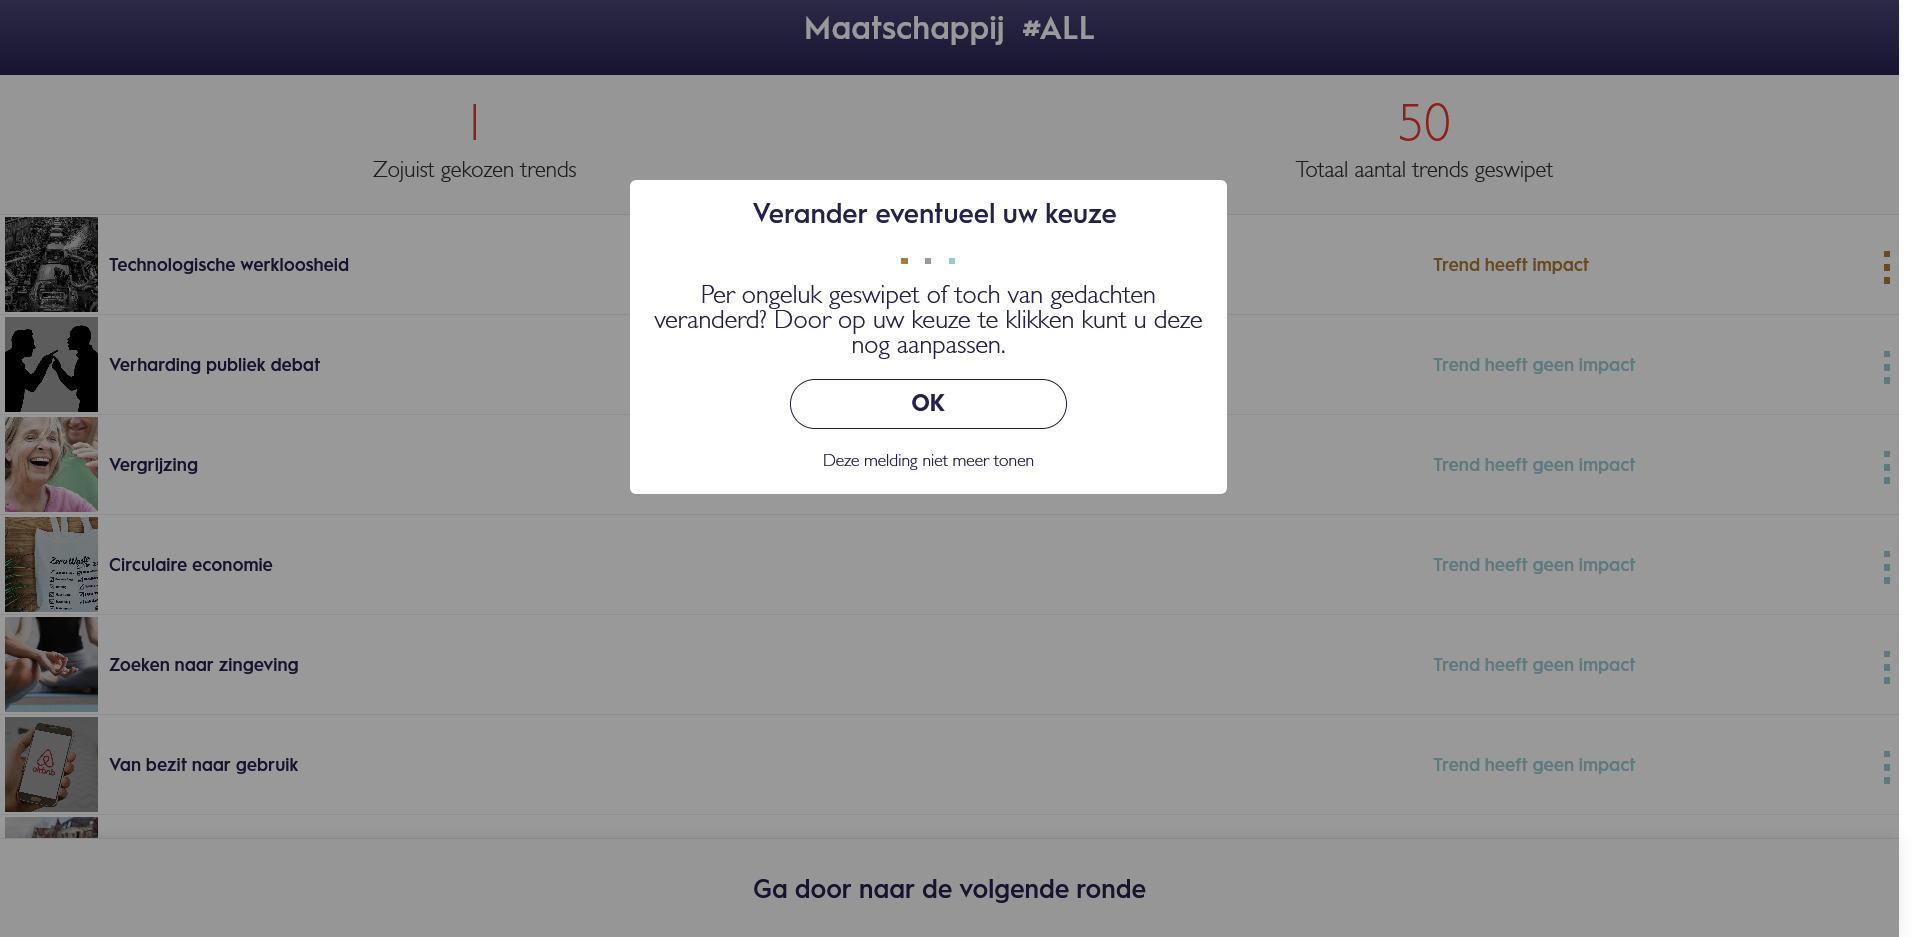 Maatschappij #ALL
1
Zojuist gekozen trends
50
Totaal aantal trends geswipet
Verander eventueel uw keuze
Per ongeluk geswipet of toch van gedachten
veranderd? Door op uw keuze te klikken kunt u deze
nog aanpassen.
OK
Deze melding niet meer tonen
Technologische werkloosheid
Trend heeft impact
Verharding publiek debat
Trend heeft geen impact
Vergrijzing
Trend heeft geen impact
Zero Waste
Circulaire economie
Trend heeft geen impact
Zoeken naar zingeving
Trend heeft geen impact
airbnb
Van bezit naar gebruik
Trend heeft geen impact
Ga door naar de volgende ronde